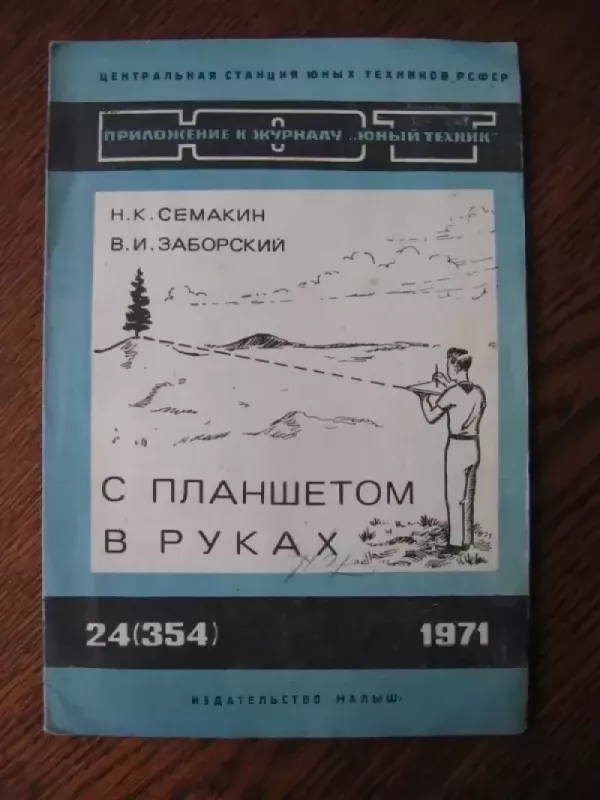 ЦЕНТРАЛЬНАЯ СТАНЦИЯ ЮНЫХ ТЕХНИКОВ РСФСР
ЮТ
ПРИЛОЖЕНИЕ К ЖУРНАЛУ „ЮНЫЙ ТЕХНИК"
Н.К. СЕМАКИН
В.И. ЗАБОРСКИЙ
С ПЛАНШЕТОМ
В РУКАХ
24(354)
1971
ИЗДАТЕЛЬСТВО МАЛЫШ